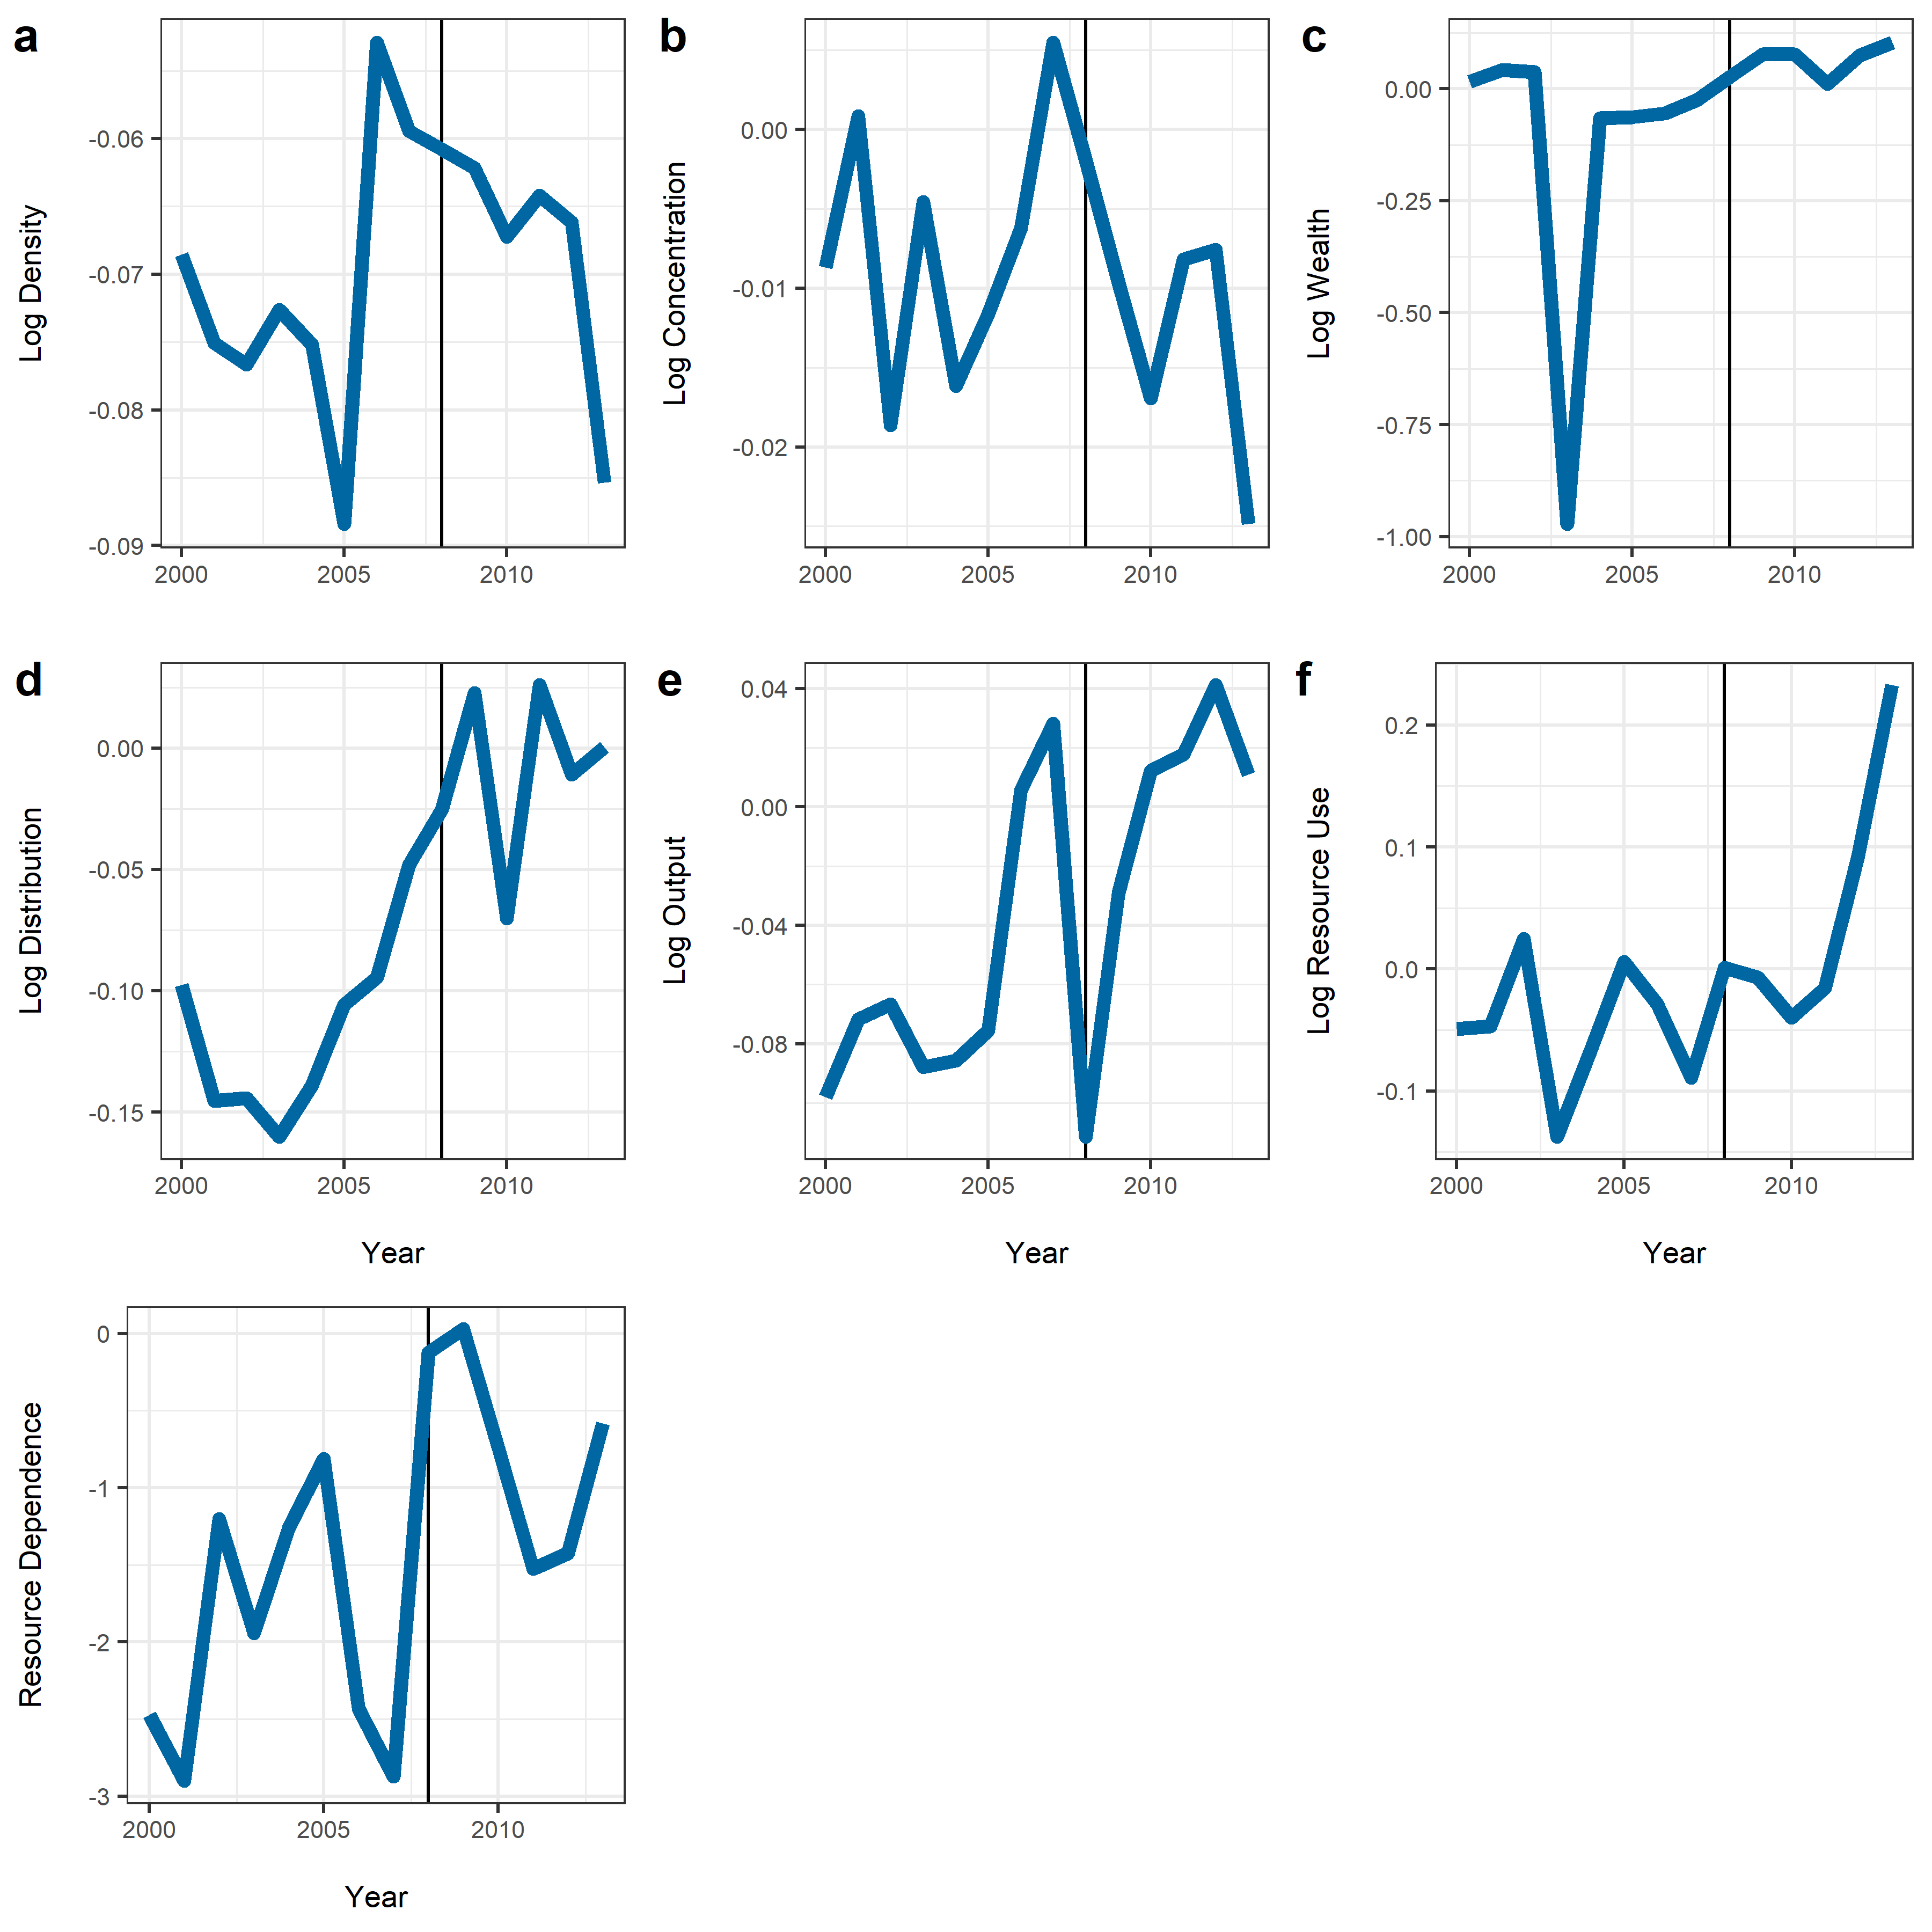 a
Log Density
-0.06
-0.07
-0.08
-0.09
2000 2005 2010
b
Log Concentration
0.00
-0.01
-0.02
2000 2005 2010
c
Log Wealth
0.00
-0.25
-0.50
-0.75
-1.00
2000 2005 2010
d
Log Distribution
0.00
-0.05
-0.10
-0.15
2000 2005 2010
Year
e
Log Output
0.04
0.00
-0.04
-0.08
2000 2005 2010
Year
f
Log Resource Use
0.2
0.1
0.0
-0.1
2000 2005 2010
Year
Resource Dependence
0
-1
-2
-3
2000 2005 2010
Year